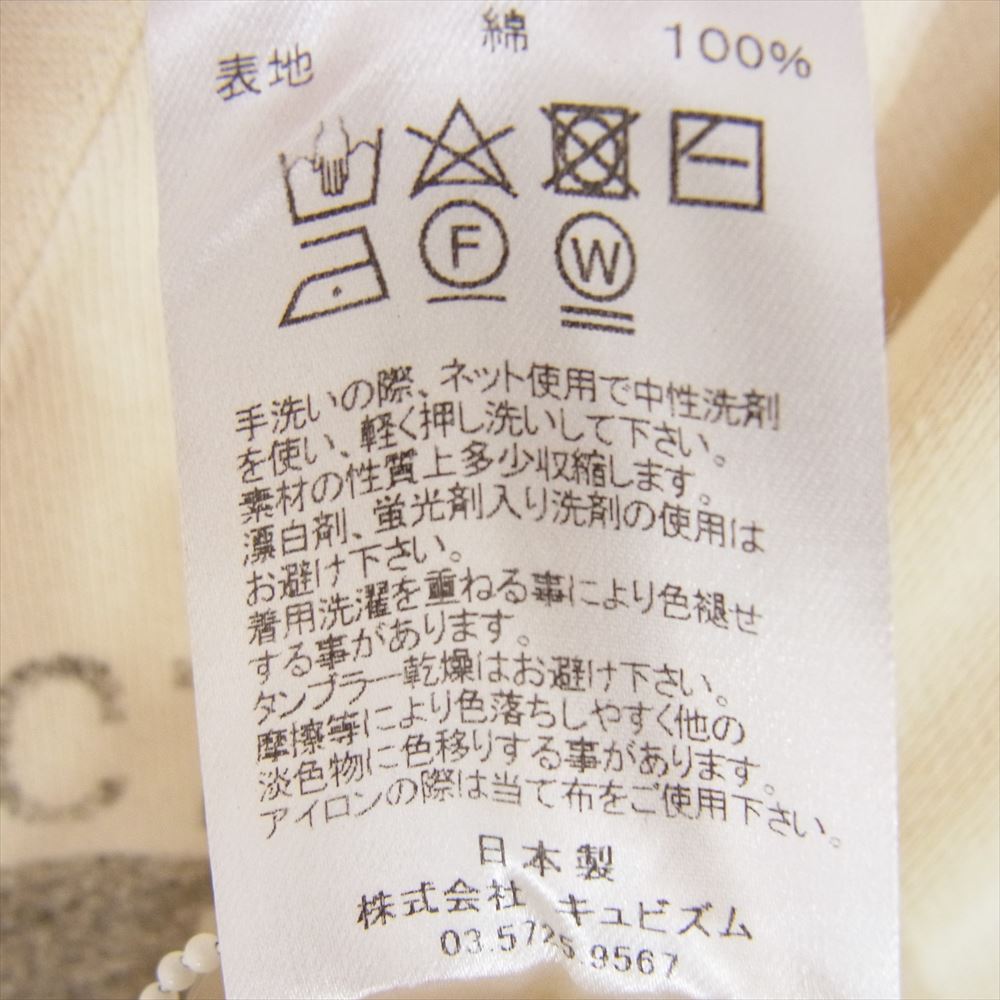 表地 綿 100%
F W
手洗いの際、ネット使用で中性洗剤
を使い、軽く押し洗いして下さい。
素材の性質上多少収縮します。
漂白剤、蛍光剤入り洗剤の使用は
お避け下さい。
着用洗濯を重ねる事により色褪せ
する事があります。
タンブラー乾燥はお避け下さい。
摩擦等により色落ちしやすく他の
淡色物に色移りする事があります。
アイロンの際は当て布をご使用下さい。
日本製
株式会社 キュビズム
03.5725.9567
C